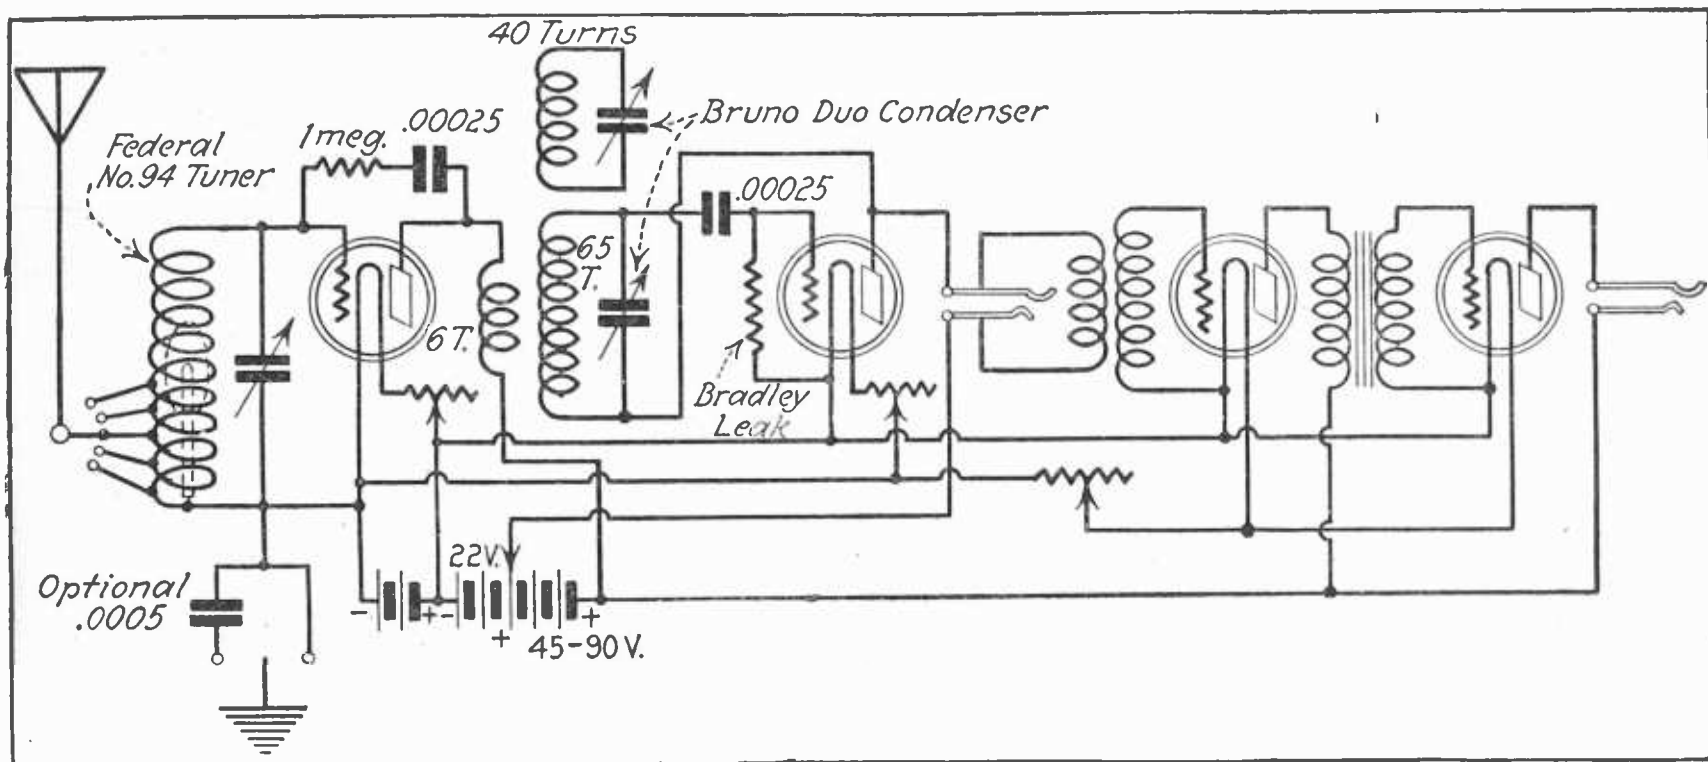 40 Turns
Bruno Duo Condenser
Federal
No.94 Tuner
1 meg.
.00025
.00025
65
T.
6T.
Bradley
Leak
Optional
.0005
22V.
-
+
-
+
+
45-90V.